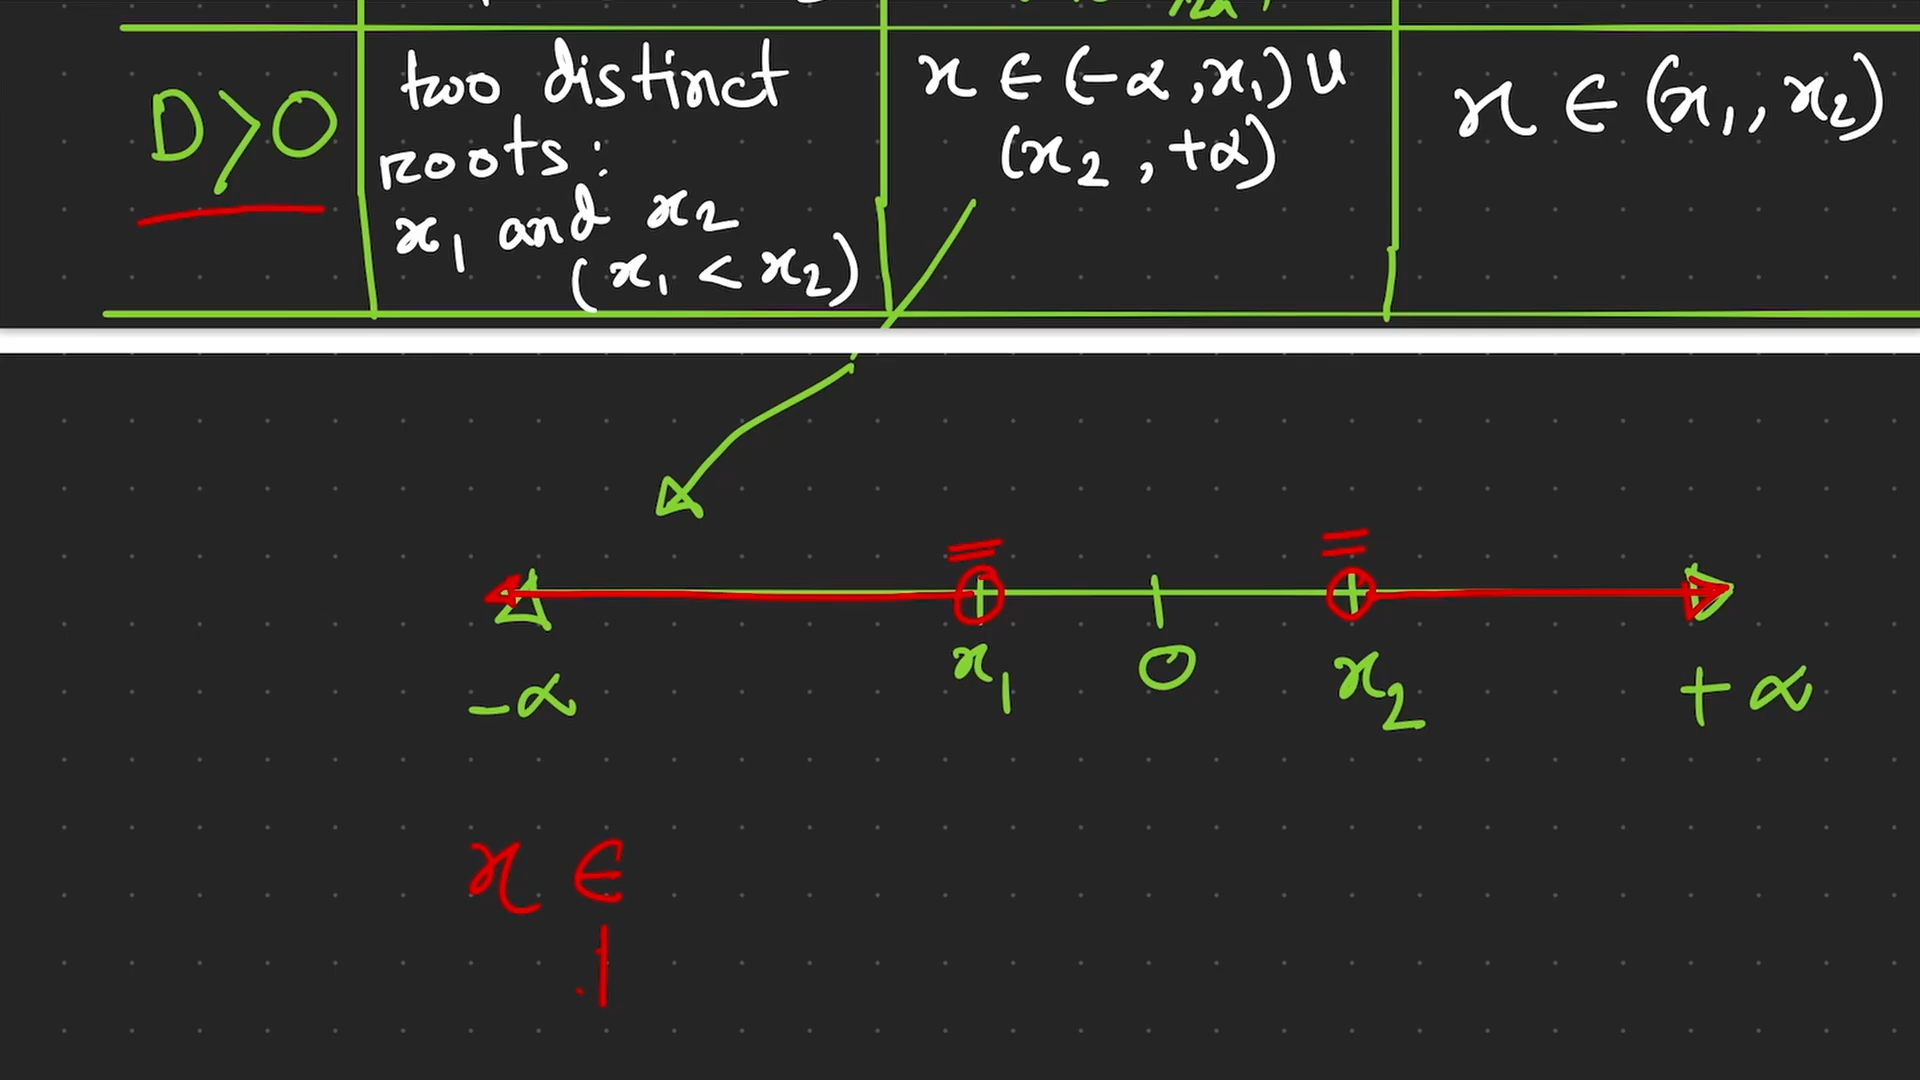 D>0
two distinct
roots:
x₁ and x₂
(x₁ < x₂)
x ∈ (-α, x₁) ∪
(x₂, +α)
x ∈ (x₁, x₂)
-α x₁ 0 x₂ +α
x ∈